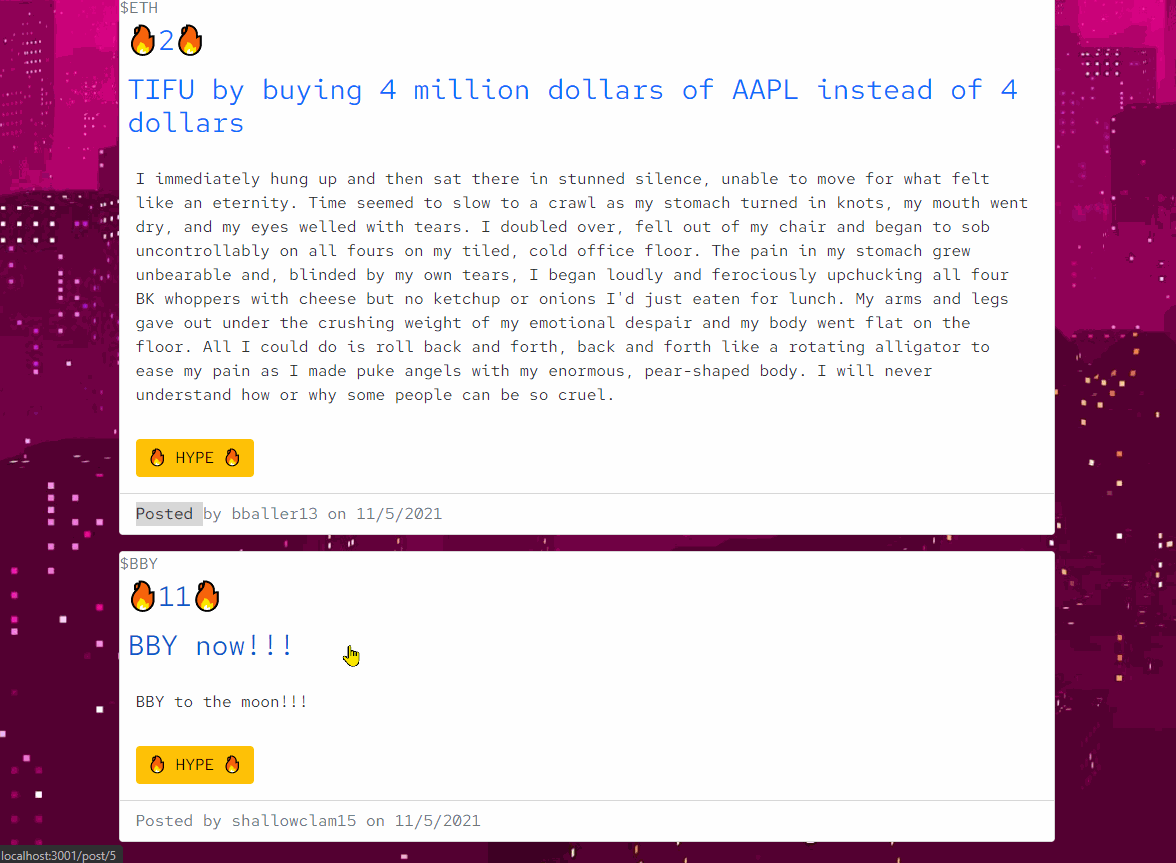 $ETH
🔥2🔥
TIFU by buying 4 million dollars of AAPL instead of 4
dollars
I immediately hung up and then sat there in stunned silence, unable to move for what felt
like an eternity. Time seemed to slow to a crawl as my stomach turned in knots, my mouth went
dry, and my eyes welled with tears. I doubled over, fell out of my chair and began to sob
uncontrollably on all fours on my tiled, cold office floor. The pain in my stomach grew
unbearable and, blinded by my own tears, I began loudly and ferociously upchucking all four
BK whoppers with cheese but no ketchup or onions I'd just eaten for lunch. My arms and legs
gave out under the crushing weight of my emotional despair and my body went flat on the
floor. All I could do is roll back and forth, back and forth like a rotating alligator to
ease my pain as I made puke angels with my enormous, pear-shaped body. I will never
understand how or why some people can be so cruel.
🔥 HYPE 🔥
Posted by bballer13 on 11/5/2021
$BBY
🔥11🔥
BBY now!!!
BBY to the moon!!!
🔥 HYPE 🔥
Posted by shallowclam15 on 11/5/2021
localhost:3001/post/5